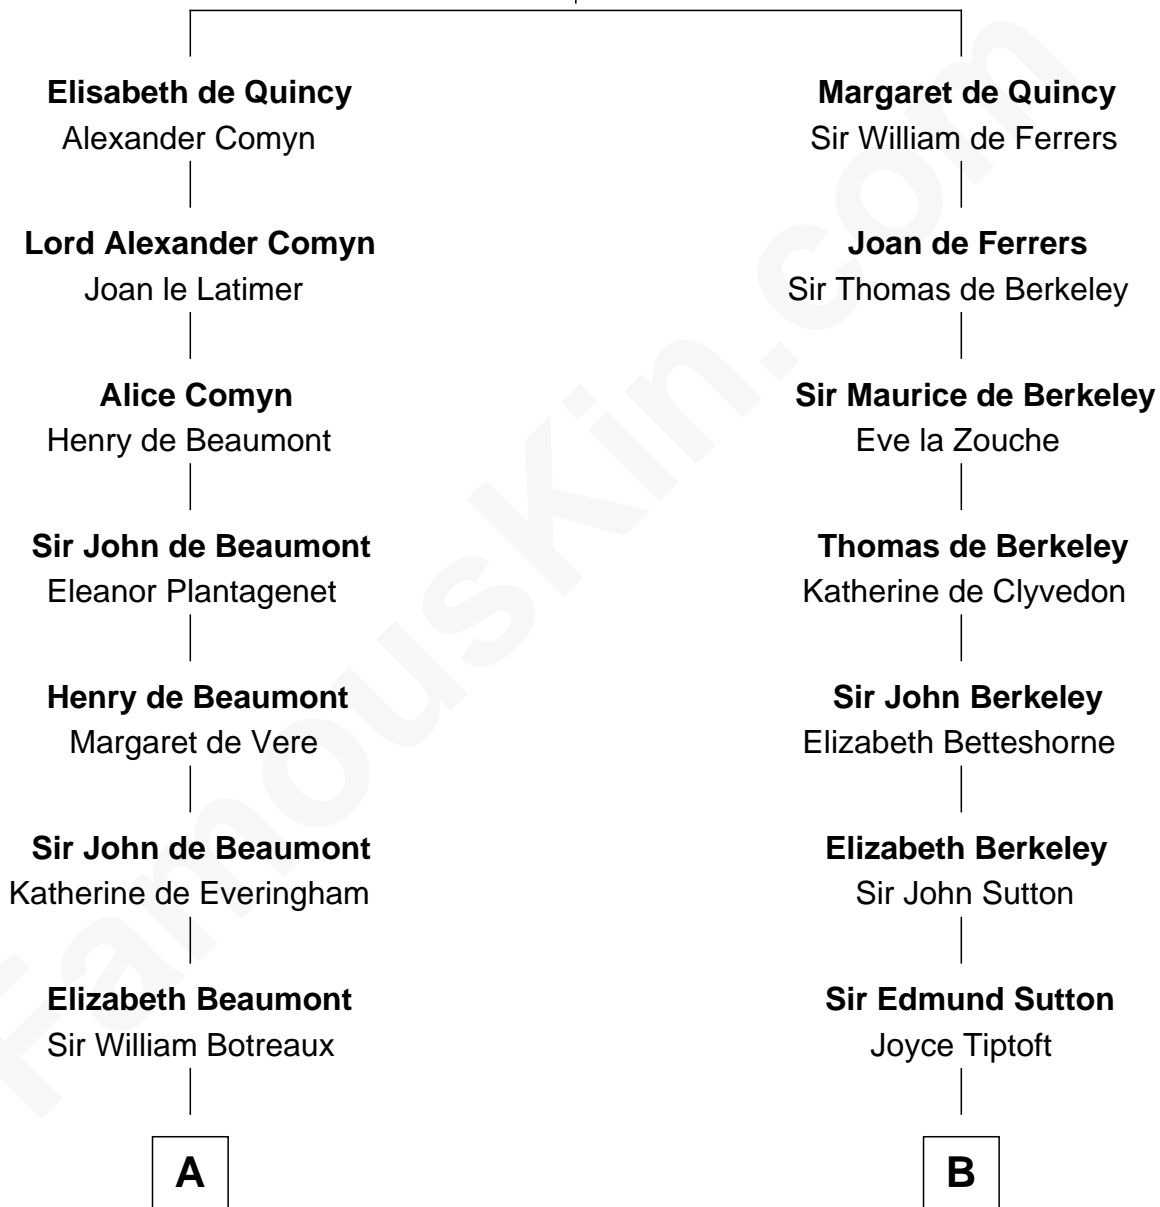 Elisabeth de Quincy
Alexander Comyn
Lord Alexander Comyn
Joan le Latimer
Alice Comyn
Henry de Beaumont
Sir John de Beaumont
Eleanor Plantagenet
Henry de Beaumont
Margaret de Vere
Sir John de Beaumont
Katherine de Everingham
Elizabeth Beaumont
Sir William Botreaux
A
Margaret de Quincy
Sir William de Ferrers
Joan de Ferrers
Sir Thomas de Berkeley
Sir Maurice de Berkeley
Eve la Zouche
Thomas de Berkeley
Katherine de Clyvedon
Sir John Berkeley
Elizabeth Betteshorne
Elizabeth Berkeley
Sir John Sutton
Sir Edmund Sutton
Joyce Tiptoft
B
FamousKin.com